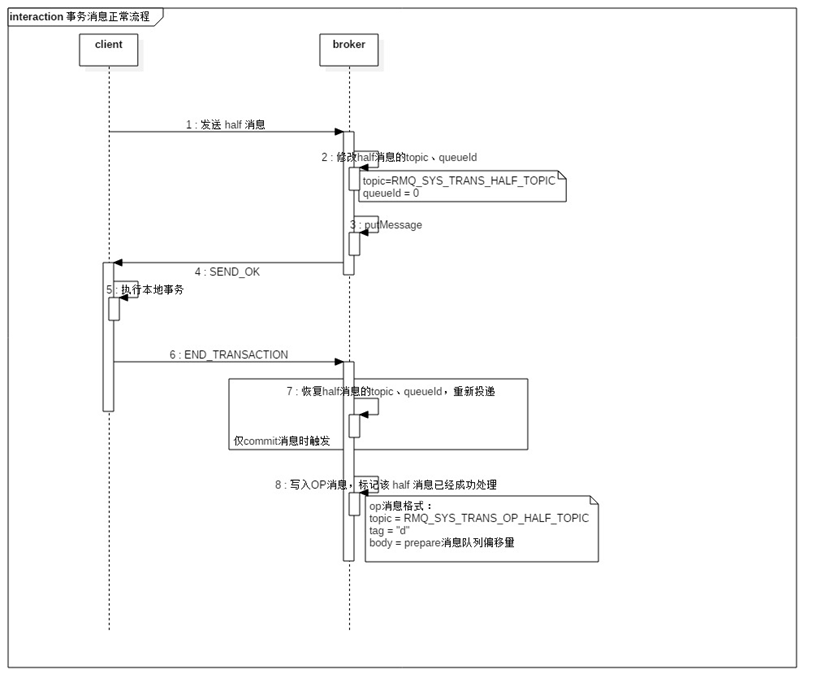 interaction 事务消息正常流程
client
broker
1 : 发送 half 消息
2 : 修改half消息的topic、queueId
topic=RMQ_SYS_TRANS_HALF_TOPIC
queueId = 0
3 : putMessage
4 : SEND_OK
5 : 执行本地事务
6 : END_TRANSACTION
7 : 恢复half消息的topic、queueId，重新投递
仅commit消息时触发
8 : 写入OP消息，标记该 half 消息已经成功处理
op消息格式：
topic = RMQ_SYS_TRANS_OP_HALF_TOPIC
tag = "d"
body = prepare消息队列偏移量